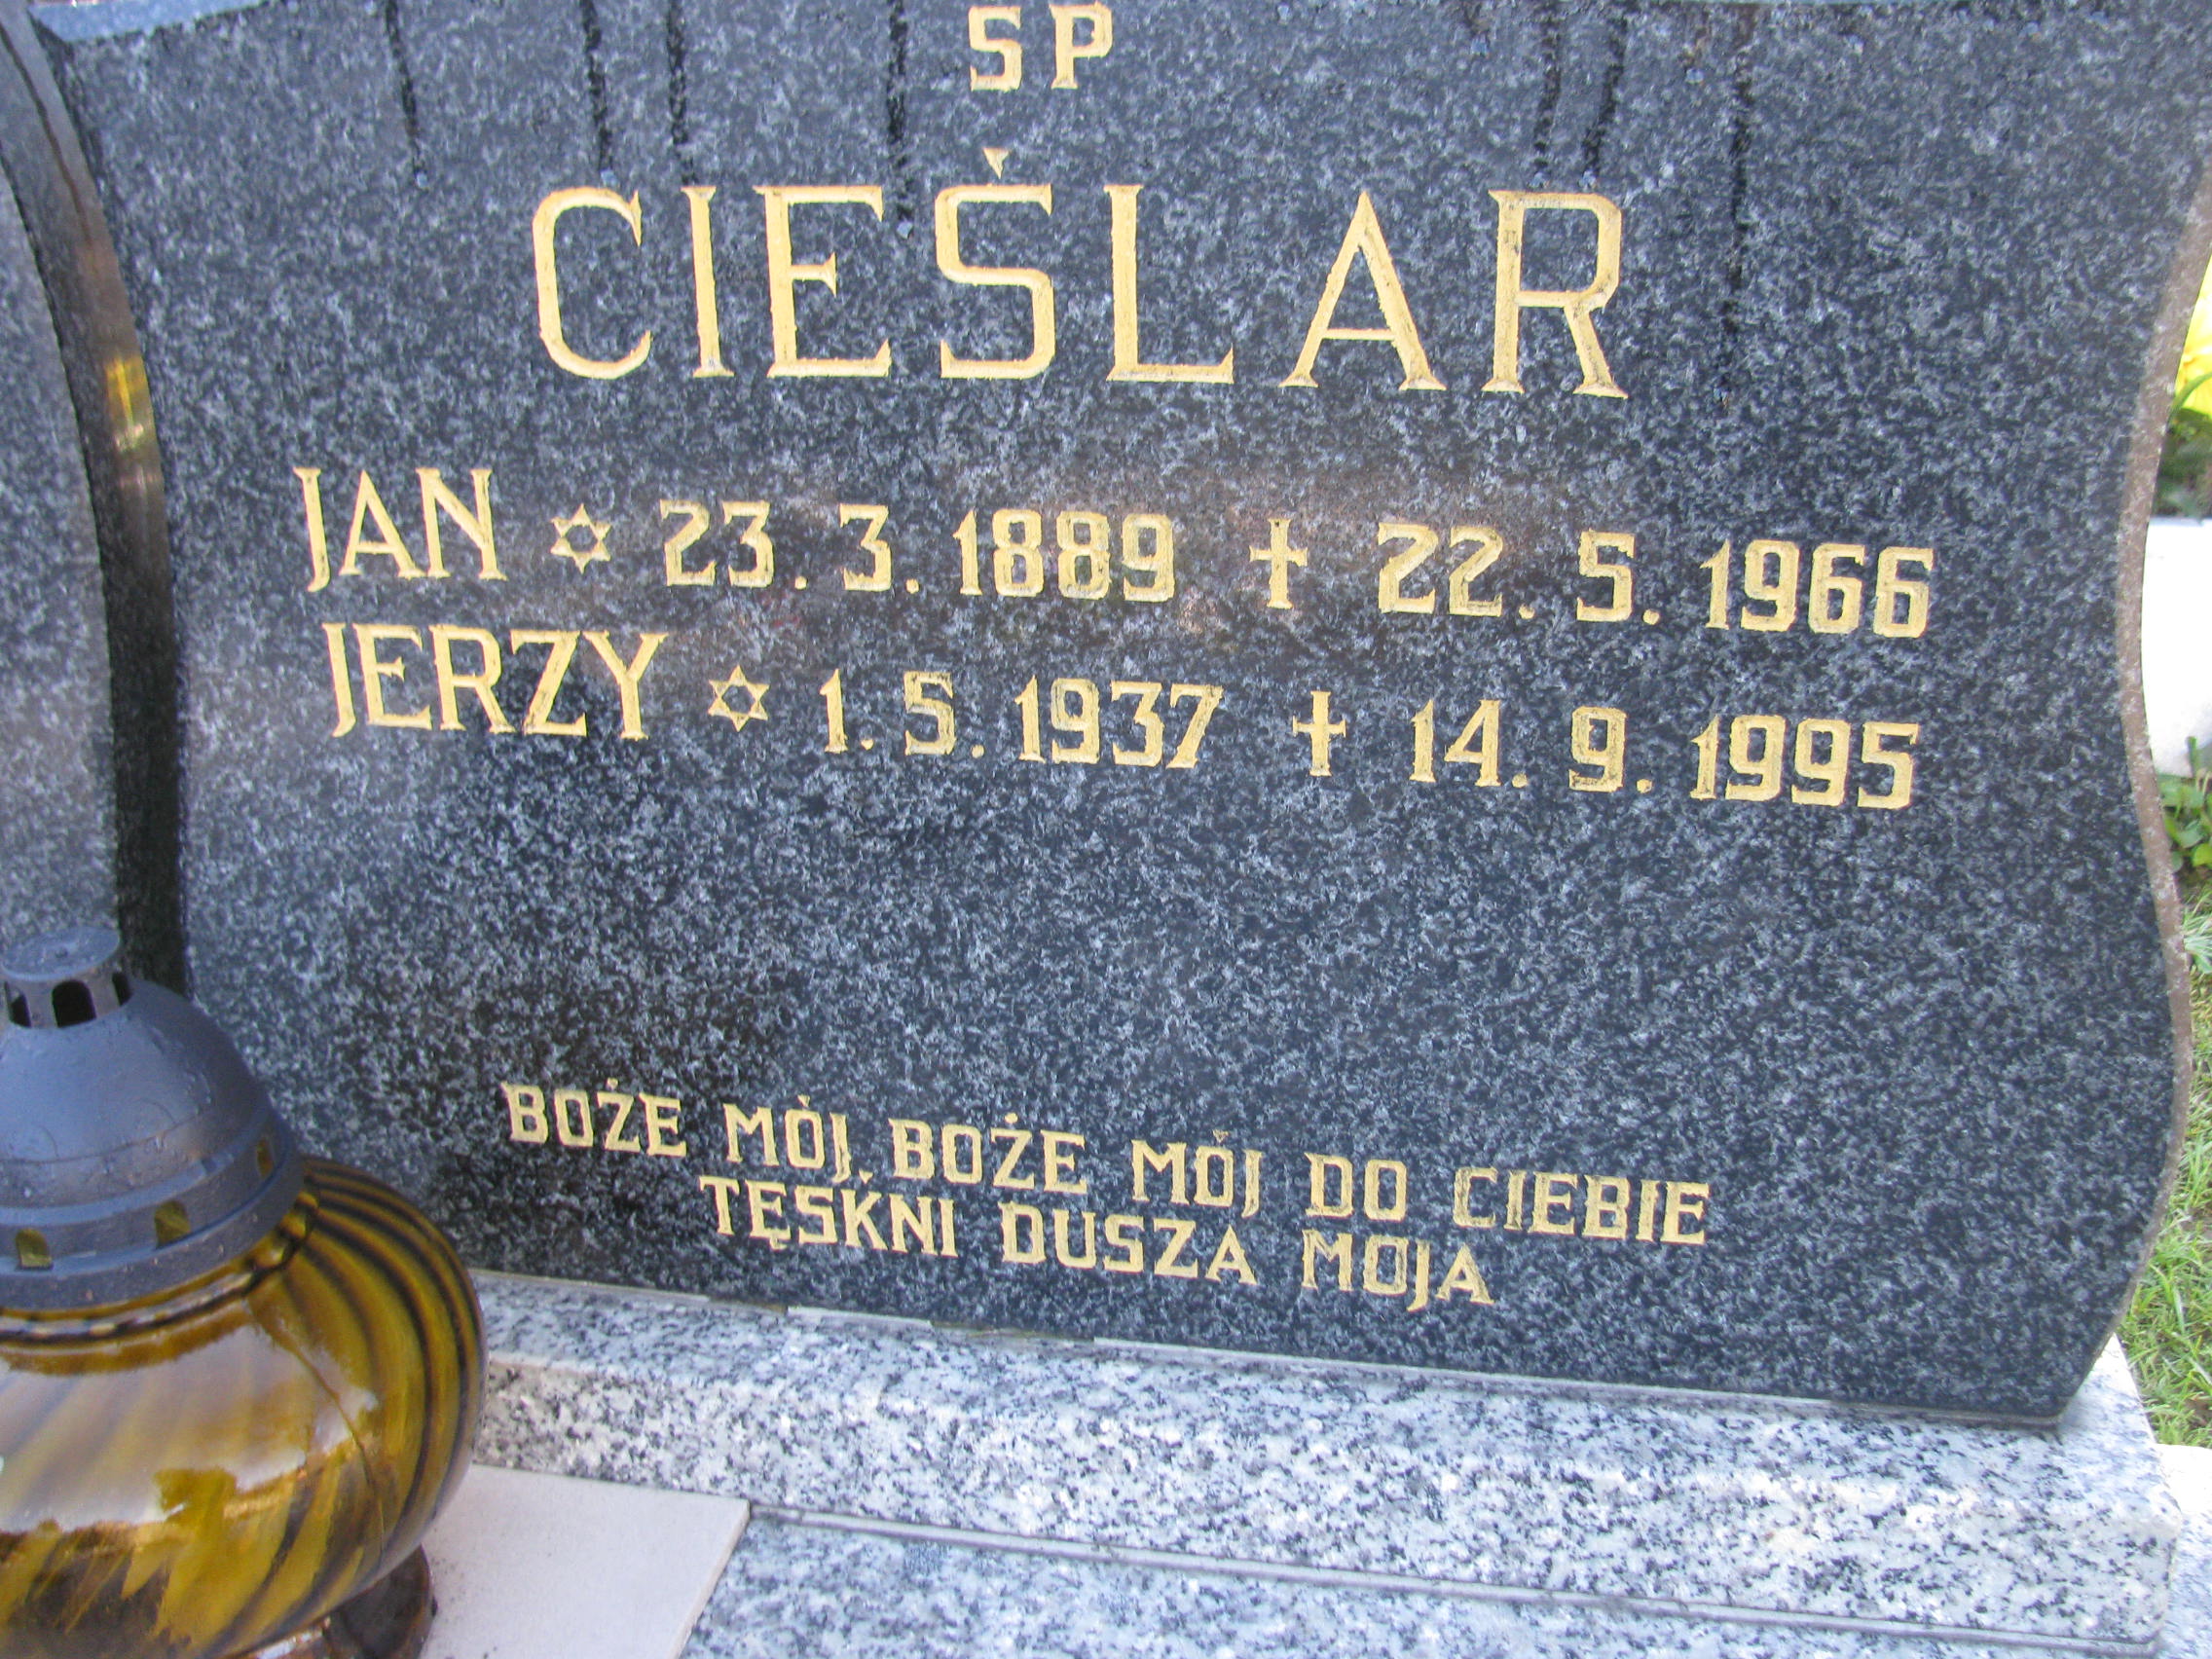 ŚP
CIEŚLAR
JAN ✡ 23. 3. 1889 ✝ 22. 5. 1966
JERZY ✡ 1. 5. 1937 ✝ 14. 9. 1995
BOŻE MÓJ, BOŻE MÓJ DO CIEBIE
TĘSKNI DUSZA MOJA